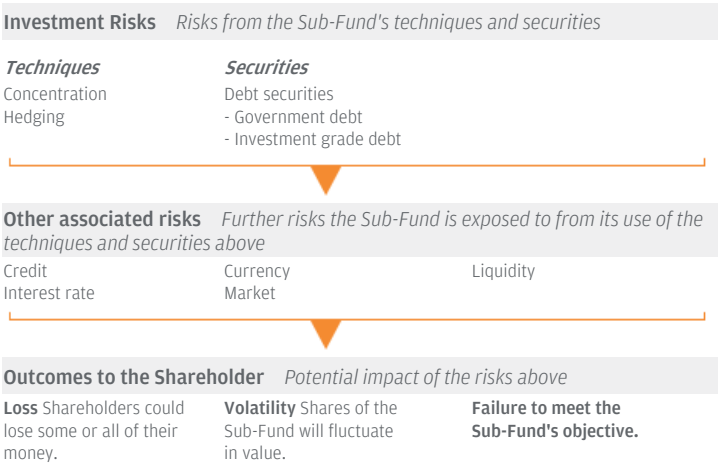 Investment Risks Risks from the Sub-Fund's techniques and securities
Techniques
Concentration
Hedging
Securities
Debt securities
- Government debt
- Investment grade debt
Other associated risks Further risks the Sub-Fund is exposed to from its use of the
techniques and securities above
Credit
Interest rate
Currency
Market
Liquidity
Outcomes to the Shareholder Potential impact of the risks above
Loss Shareholders could
lose some or all of their
money.
Volatility Shares of the
Sub-Fund will fluctuate
in value.
Failure to meet the
Sub-Fund's objective.